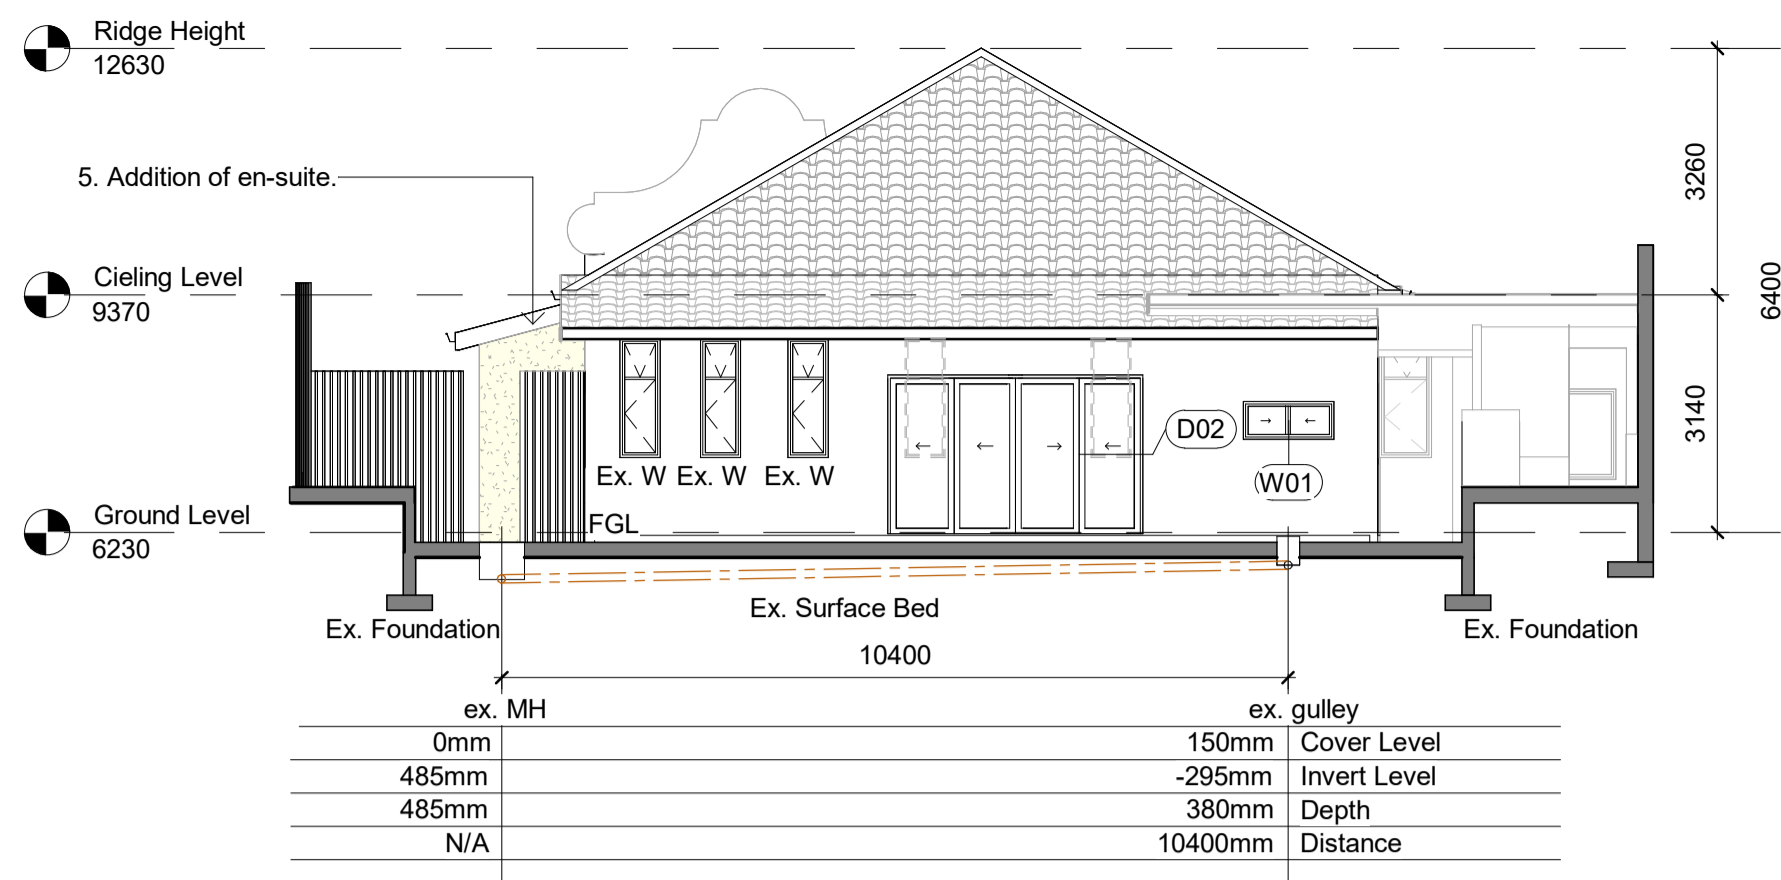 Ridge Height
12630
3260
5. Addition of en-suite.
Cieling Level
9370
6400
3140
D02
W01
Ex. W Ex. W Ex. W
Ground Level
6230
FGL
Ex. Surface Bed
Ex. Foundation
Ex. Foundation
10400
ex. MH ex. gulley
0mm 150mm Cover Level
485mm -295mm Invert Level
485mm 380mm Depth
N/A 10400mm Distance